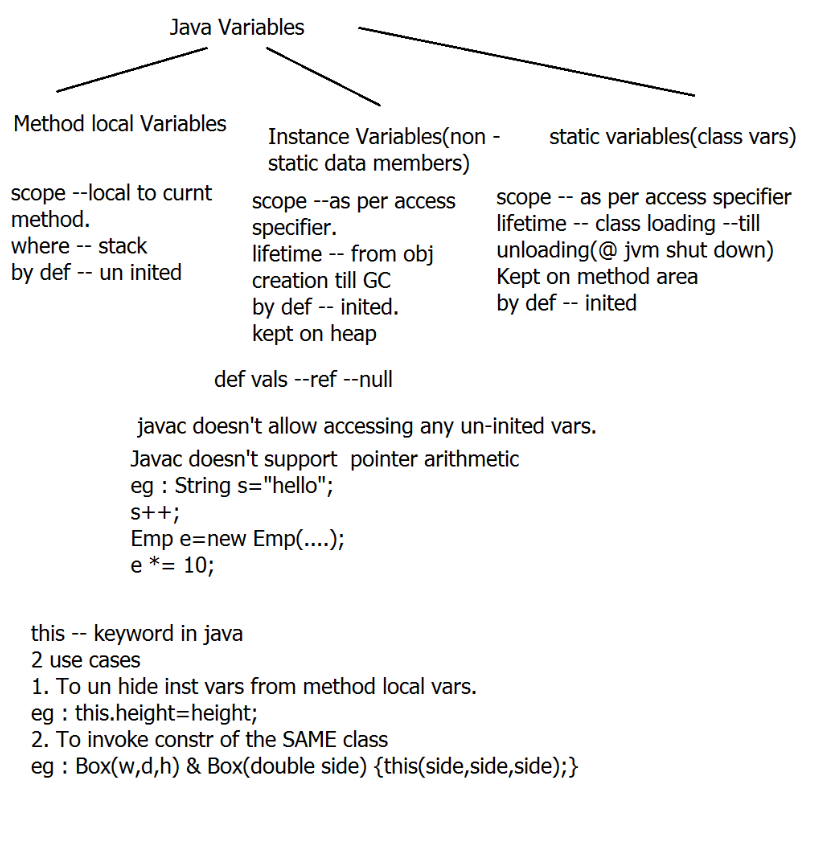 Java Variables
Method local Variables
scope --local to curnt
method.
where -- stack
by def -- un inited
Instance Variables(non -
static data members)
scope --as per access
specifier.
lifetime -- from obj
creation till GC
by def -- inited.
kept on heap
static variables(class vars)
scope -- as per access specifier
lifetime -- class loading --till
unloading(@ jvm shut down)
Kept on method area
by def -- inited
def vals --ref --null
javac doesn't allow accessing any un-inited vars.
Javac doesn't support  pointer arithmetic
eg : String s="hello";
s++;
Emp e=new Emp(....);
e *= 10;
this -- keyword in java
2 use cases
1. To un hide inst vars from method local vars.
eg : this.height=height;
2. To invoke constr of the SAME class
eg : Box(w,d,h) & Box(double side) {this(side,side,side);}